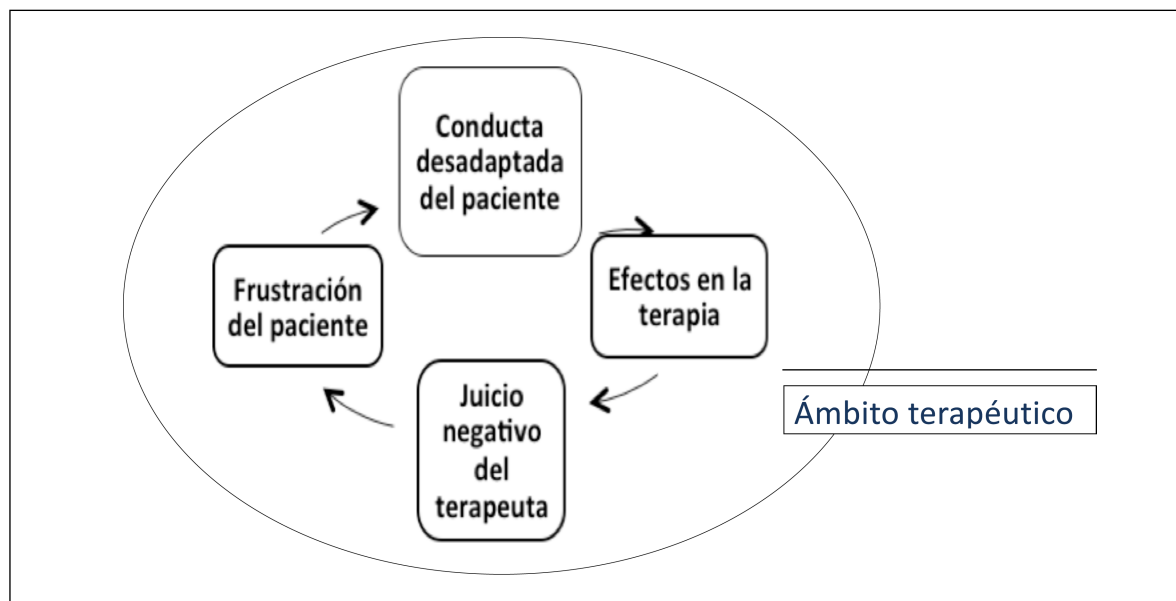 Conducta
desadaptada
del paciente
Efectos en la
terapia
Juicio
negativo
del
terapeuta
Frustración
del paciente
Ámbito terapéutico